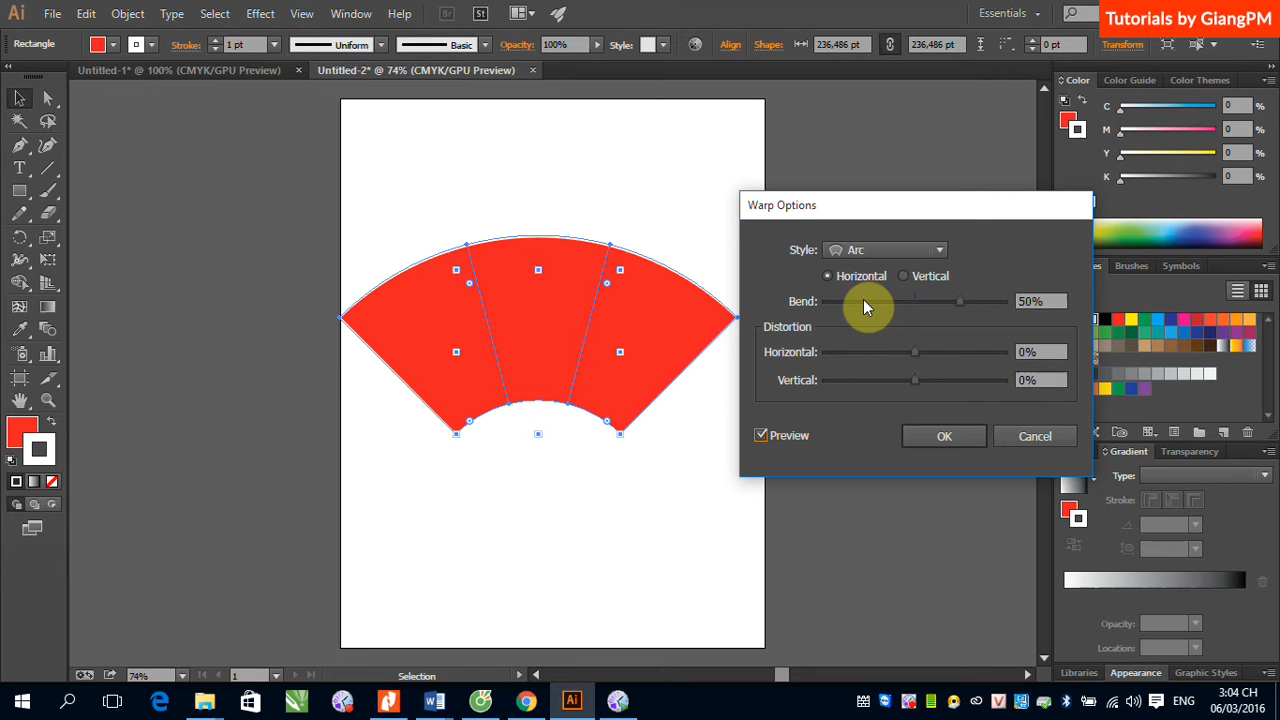 Ai File Edit Object Type Select Effect View Window Help Br St Essentials
Tutorials by GiangPM
Rectangle Stroke: 1 pt Uniform Basic Opacity: 100% Style: Align Shape: 236,486 236,486 0 pt Transform
Untitled-1* @ 100% (CMYK/GPU Preview) × Untitled-2* @ 74% (CMYK/GPU Preview) ×
Color Color Guide Color Themes
C 0 %
M 0 %
Y 0 %
K 0 %
Warp Options
Style: Arc
Horizontal Vertical
Bend: 50%
Distortion
Horizontal: 0%
Vertical: 0%
Preview OK Cancel
Brushes Symbols
Gradient Transparency
Type:
Stroke:
Opacity:
Location:
Libraries Appearance Graphic Styles
74% 1 Selection
ENG
3:04 CH
06/03/2016